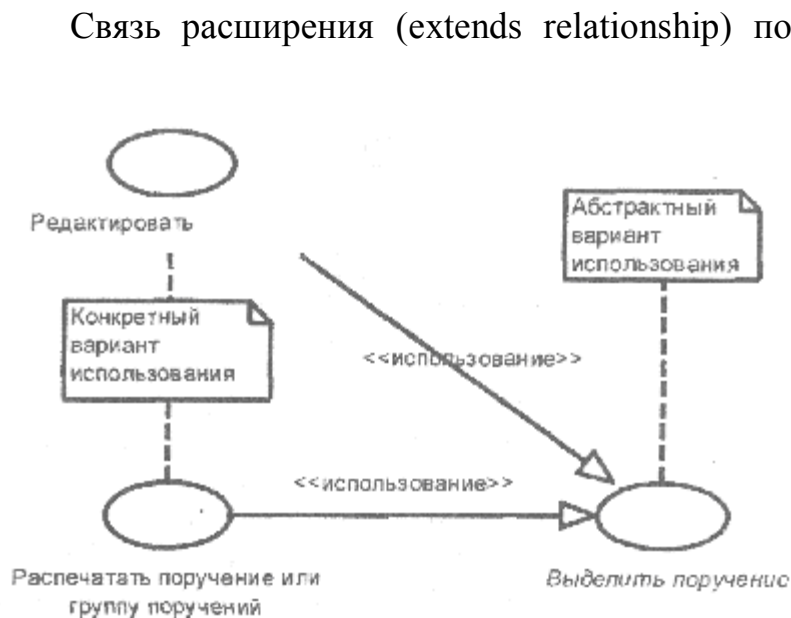 Связь расширения (extends relationship) по
Редактировать
Абстрактный
вариант
использования
Конкретный
вариант
использования
<<использование>>
<<использование>>
Распечатать поручение или
группу поручений
Выделить поручение